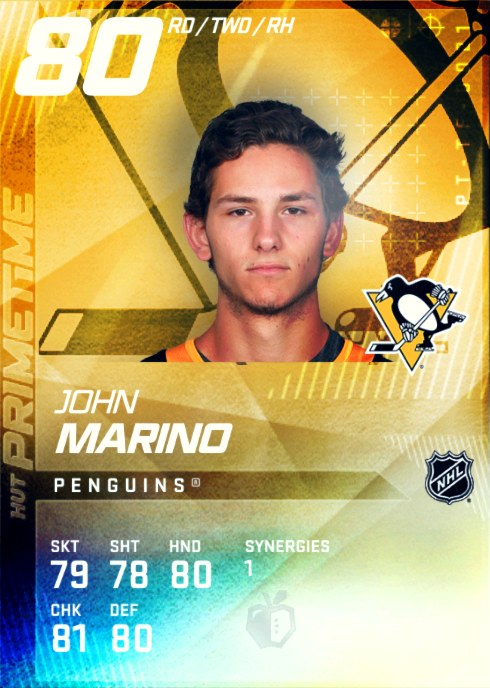 80
RD / TWD / RH
HUT PRIMETIME
JOHN
MARINO
PENGUINS®
NHL
SKT SHT HND SYNERGIES
79 78 80 1
CHK DEF
81 80